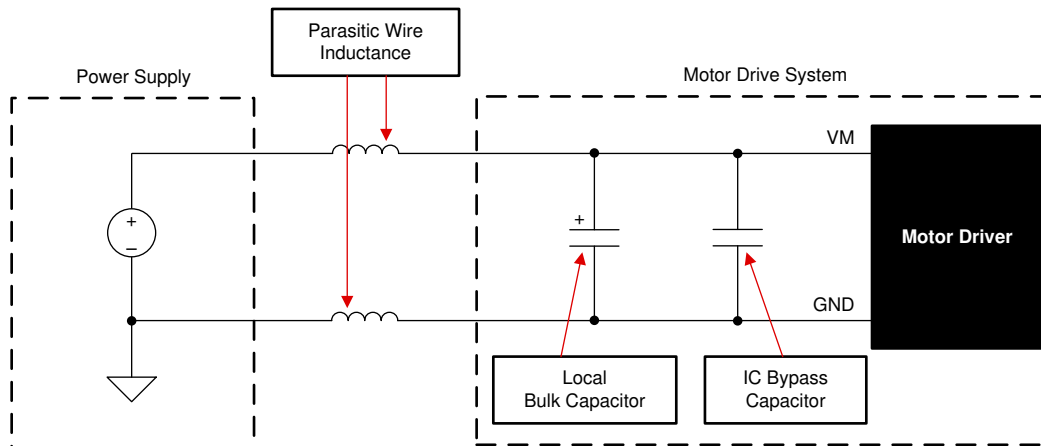 Parasitic Wire
Inductance
Power Supply
Motor Drive System
VM
+
–
+
Motor Driver
GND
Local
Bulk Capacitor
IC Bypass
Capacitor